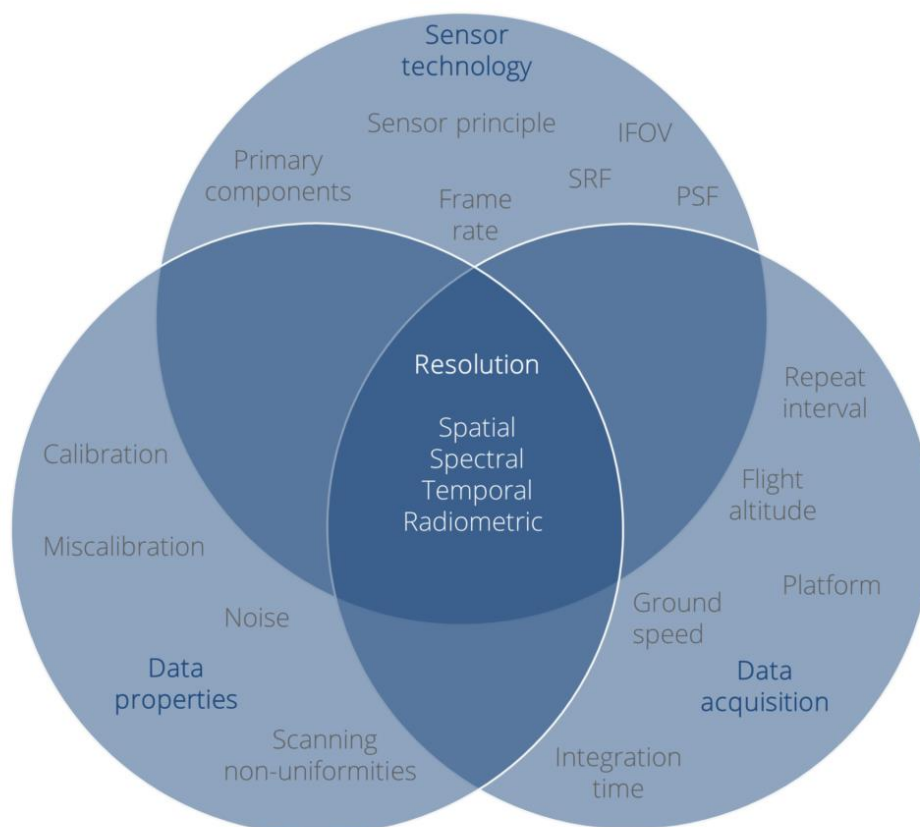 Sensor
technology
Sensor principle
IFOV
Primary
components
SRF
PSF
Frame
rate
Resolution
Spatial
Spectral
Temporal
Radiometric
Repeat
interval
Calibration
Flight
altitude
Miscalibration
Platform
Noise
Ground
speed
Data
properties
Data
acquisition
Scanning
non-uniformities
Integration
time